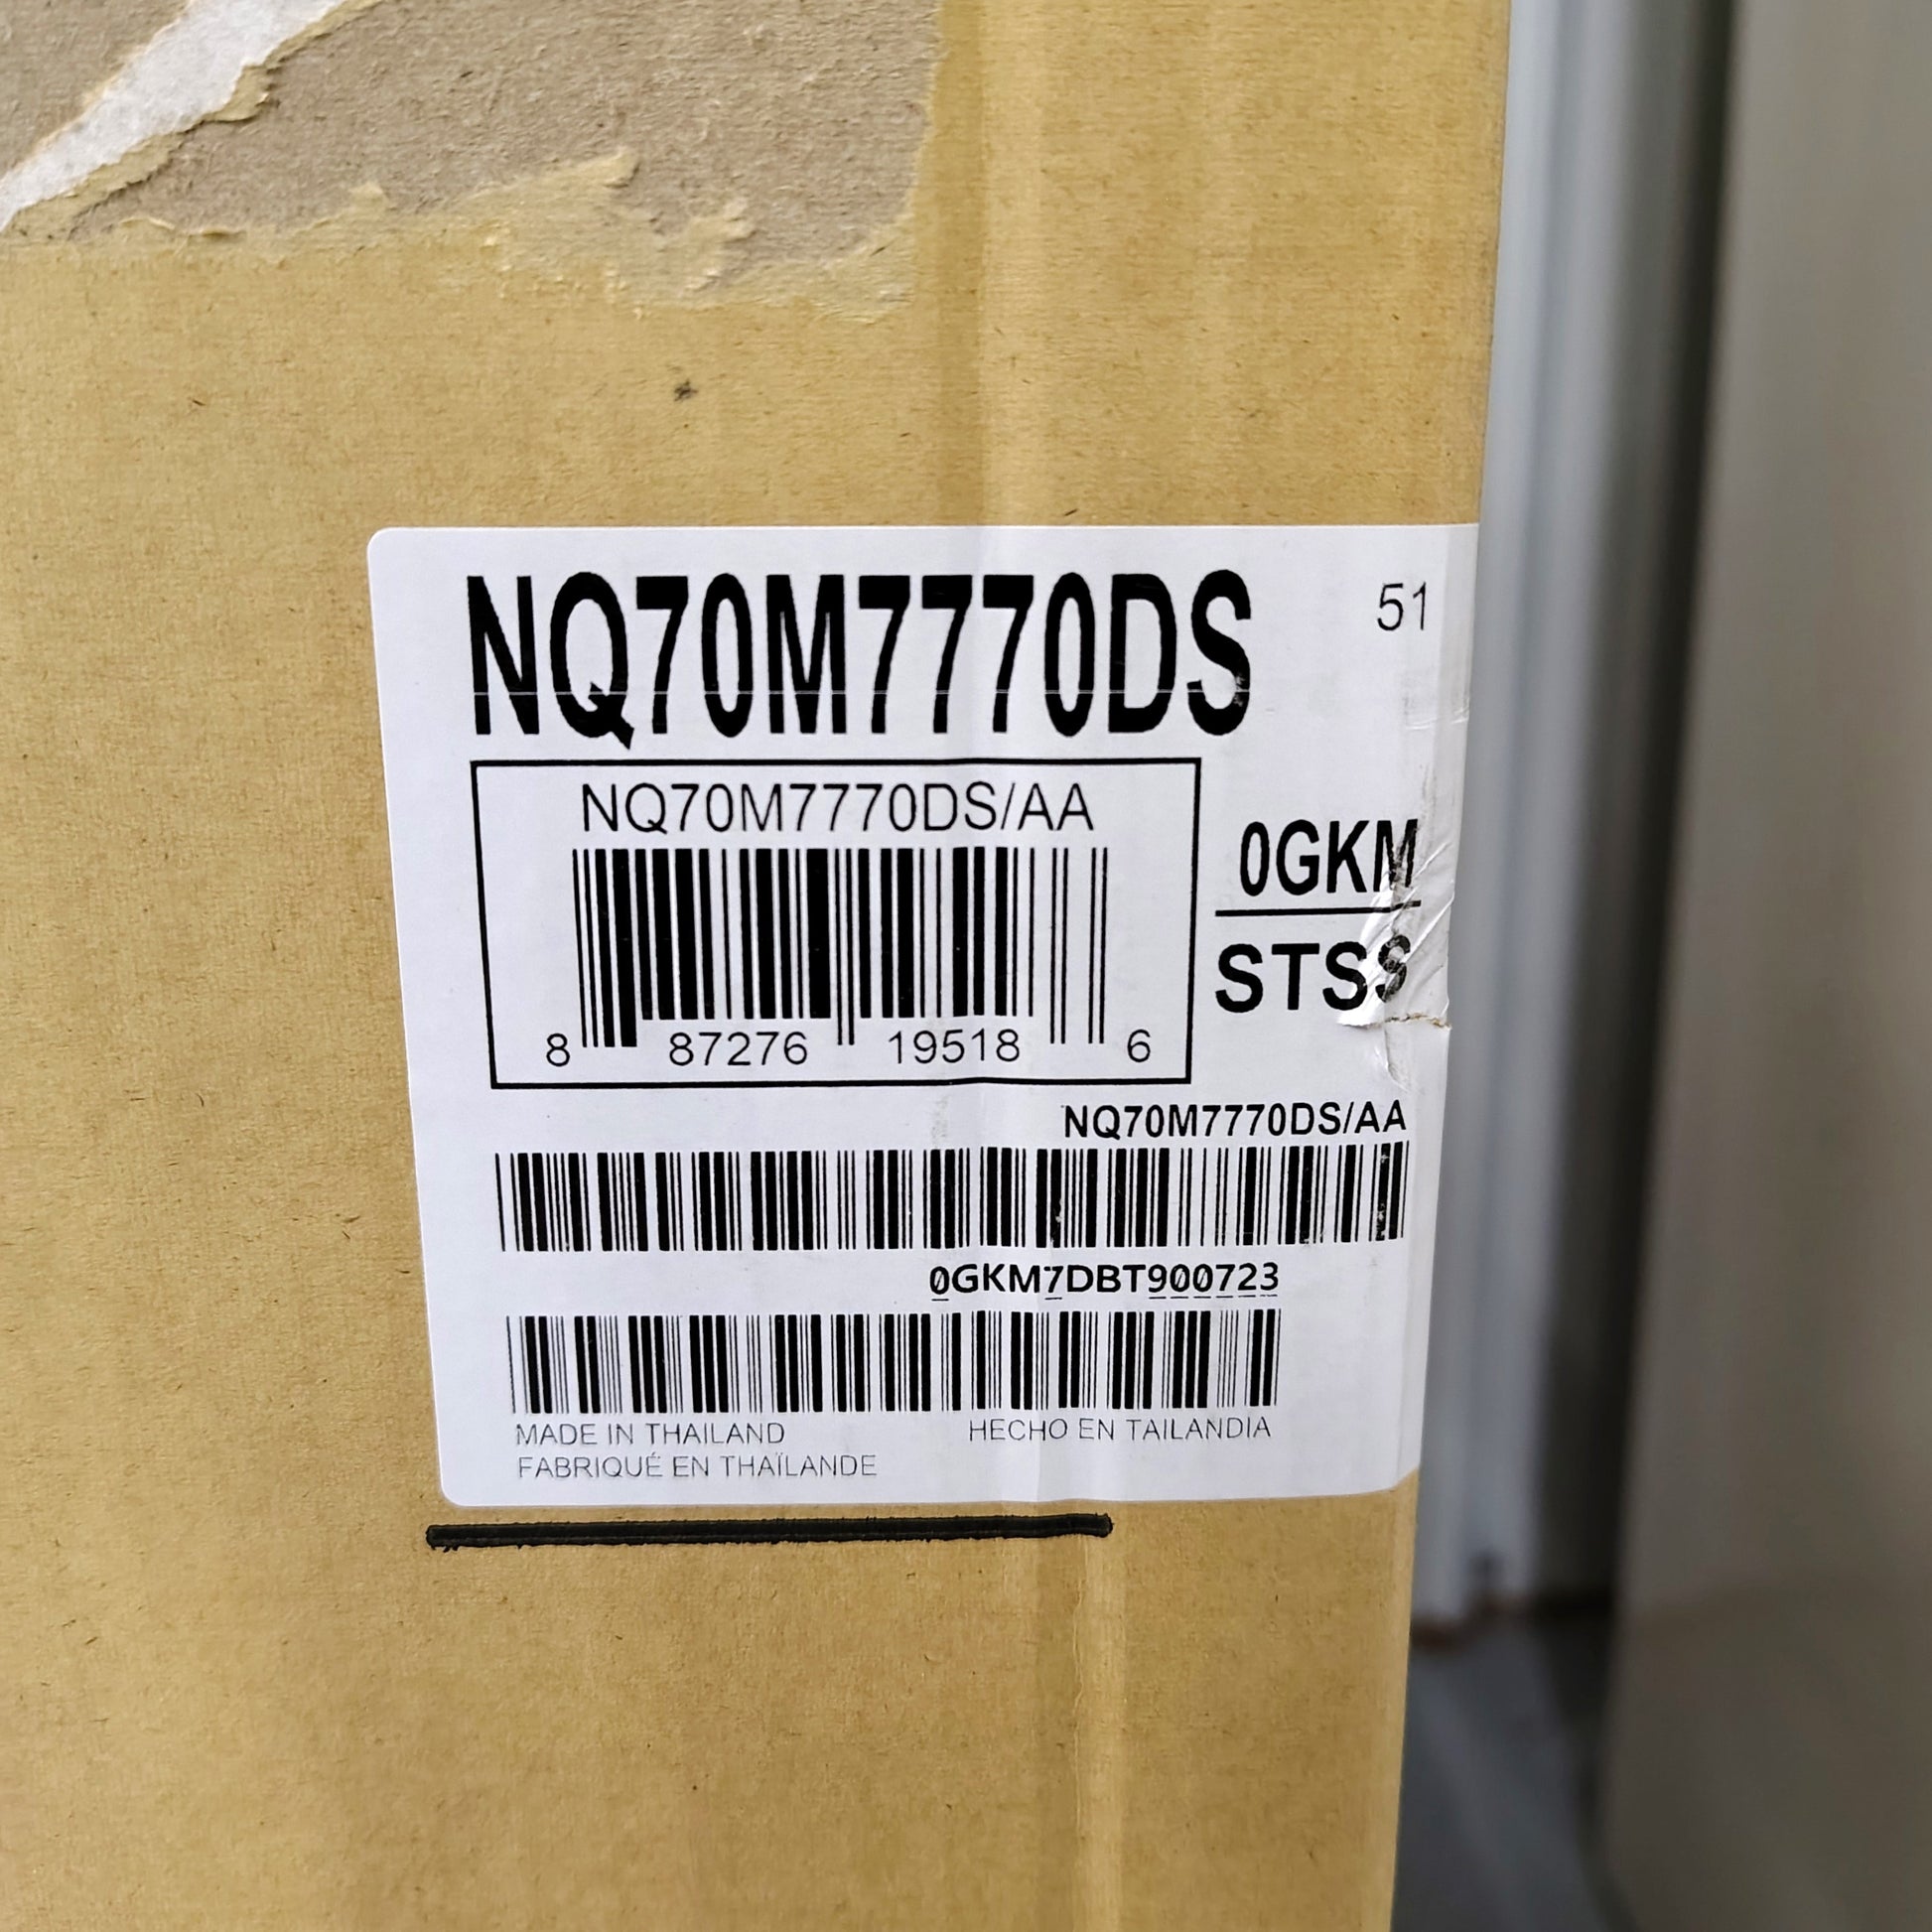 NQ70M7770DS 51
NQ70M7770DS/AA
0GKM
STSS
8 87276 19518 6
NQ70M7770DS/AA
0GKM7DBT900723
MADE IN THAILAND HECHO EN TAILANDIA
FABRIQUÉ EN THAÏLANDE